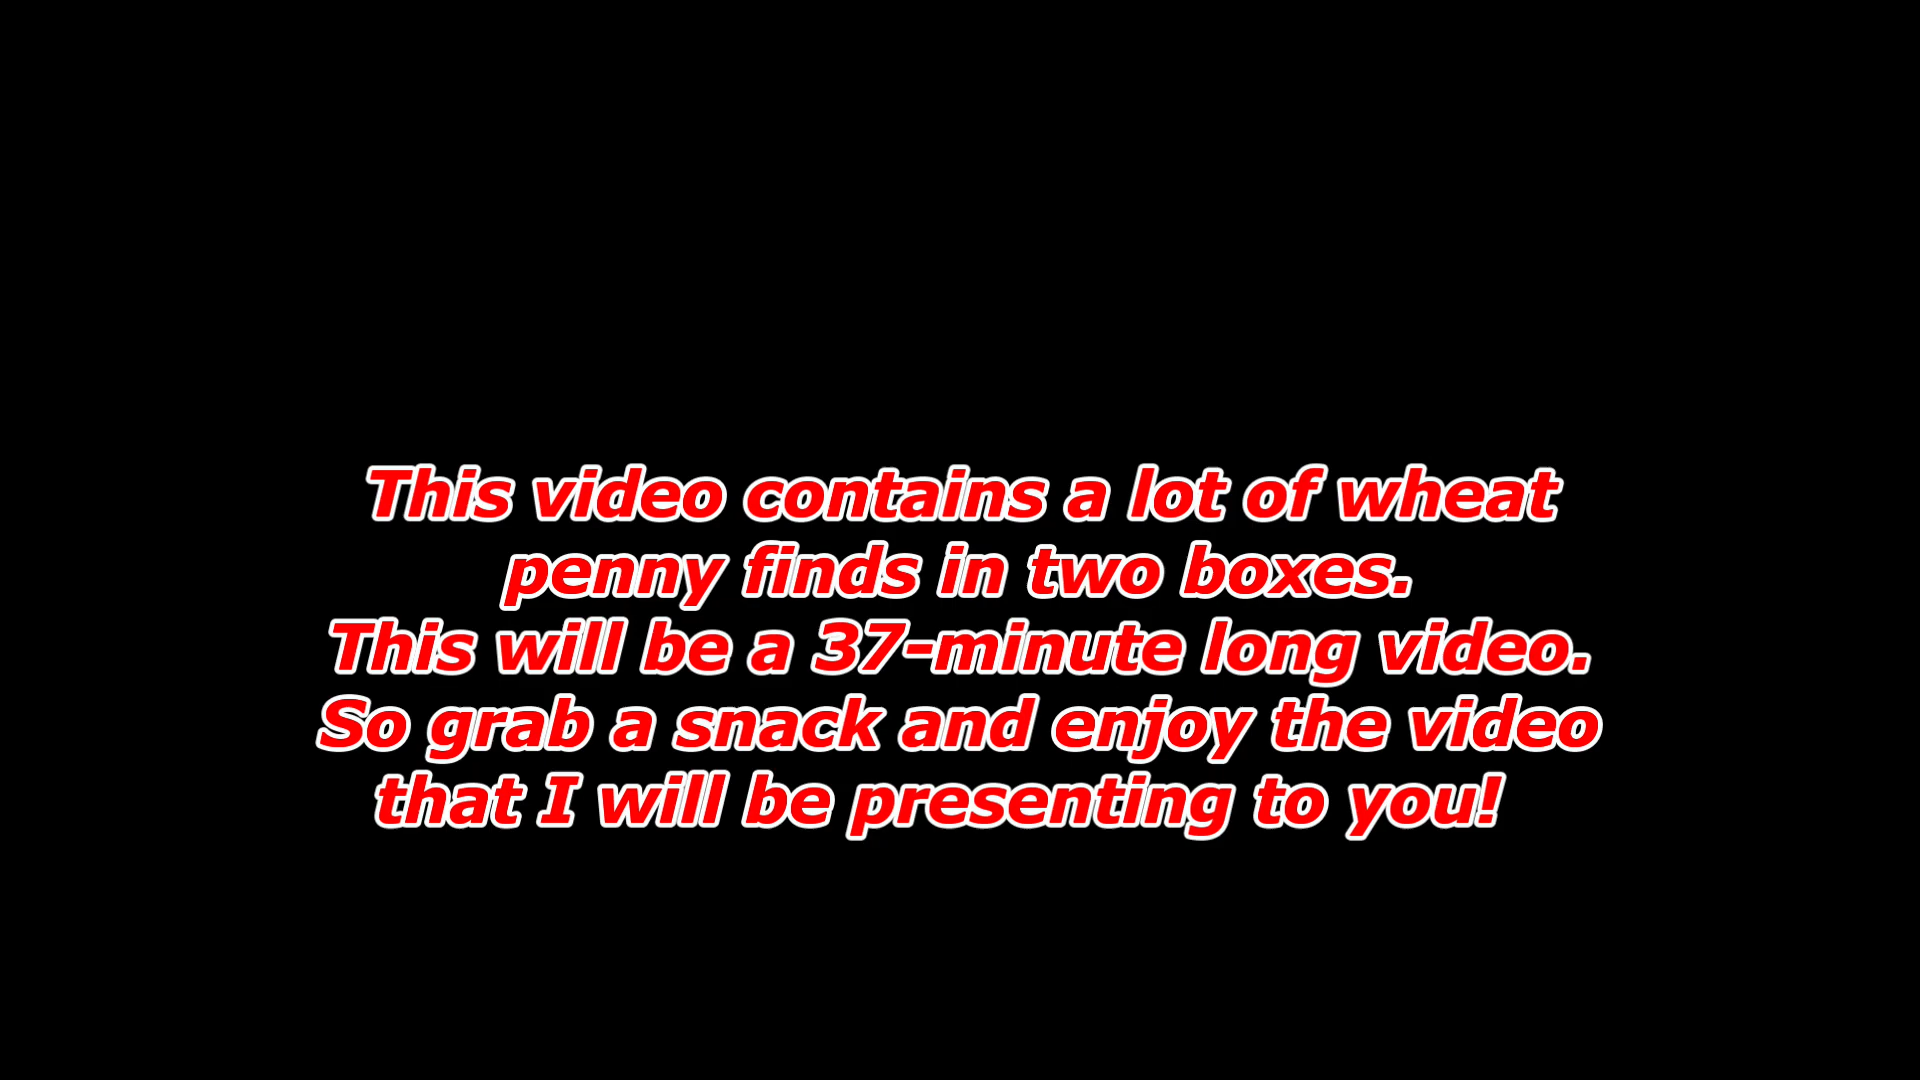 This video contains a lot of wheat
penny finds in two boxes.
This will be a 37-minute long video.
So grab a snack and enjoy the video
that I will be presenting to you!